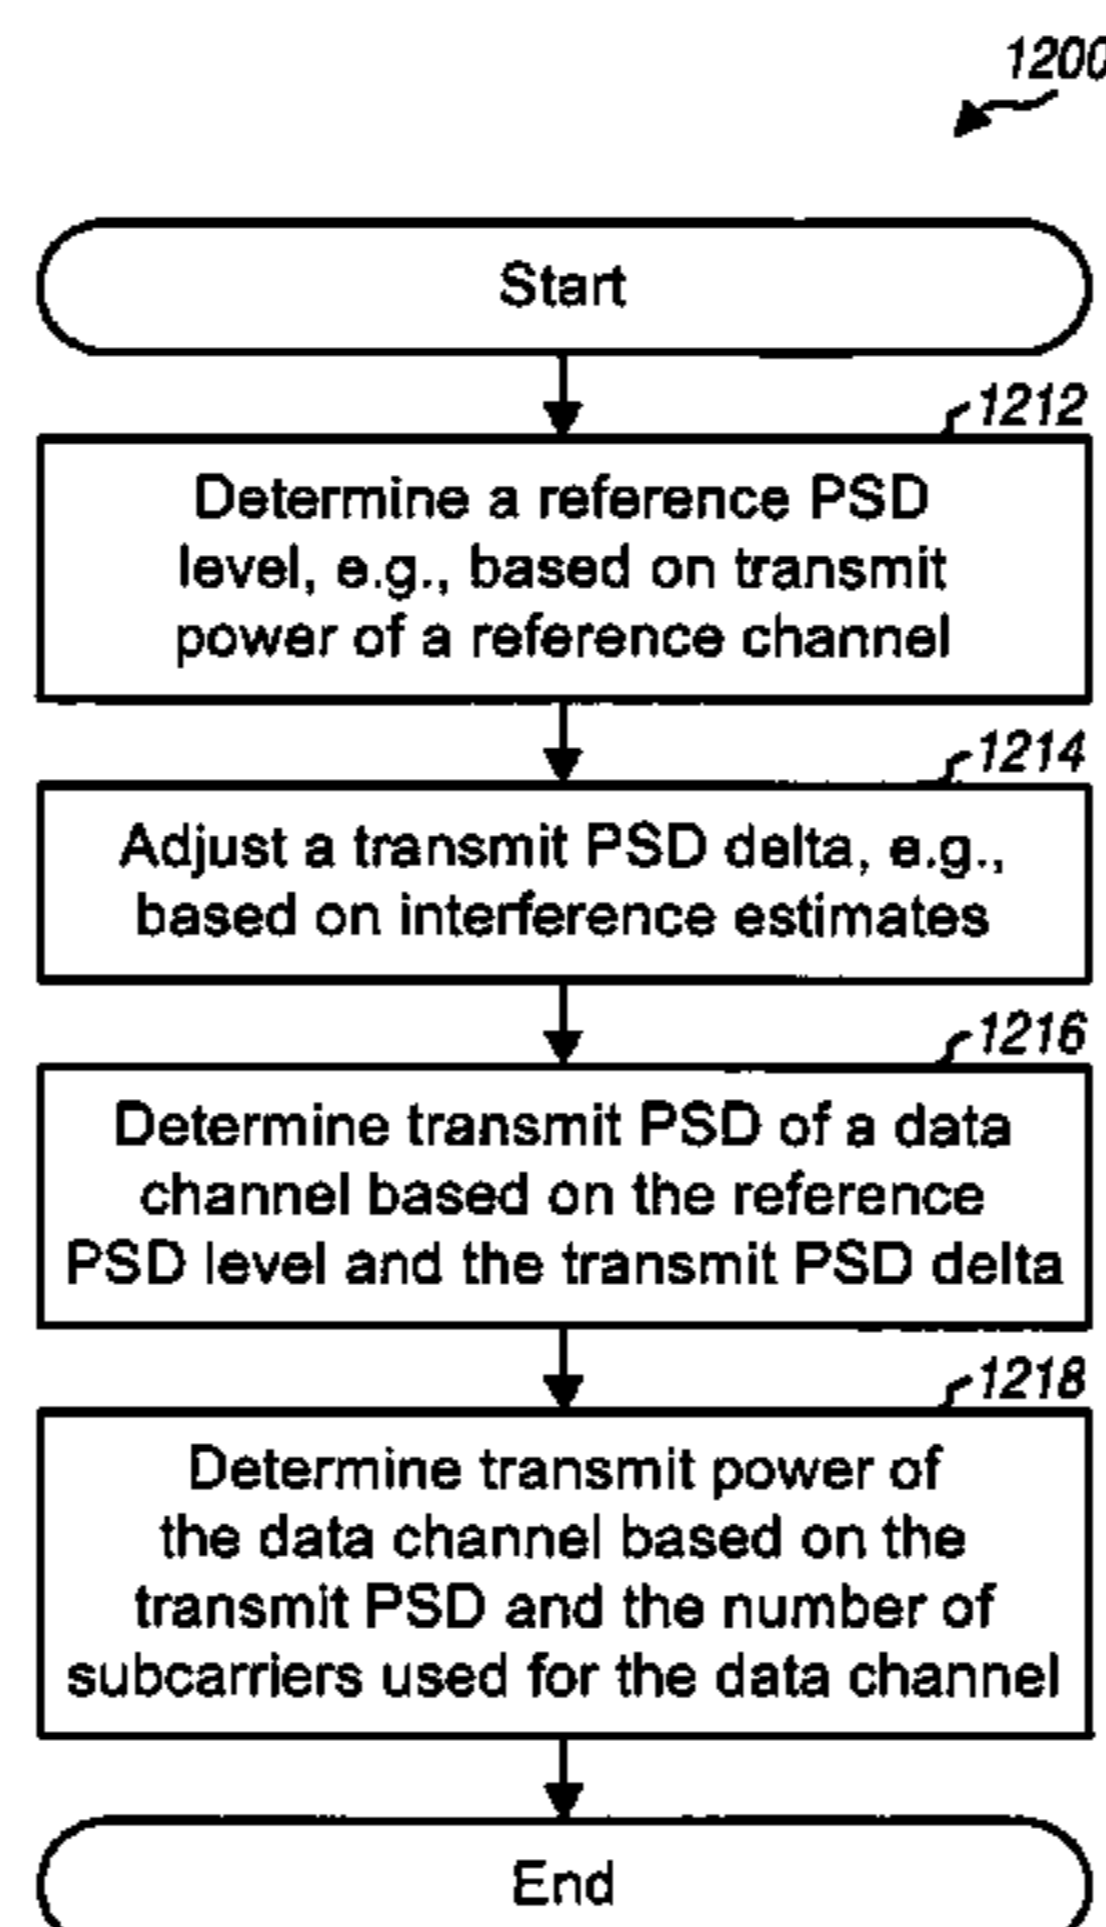 1200
Start
1212
Determine a reference PSD
level, e.g., based on transmit
power of a reference channel
1214
Adjust a transmit PSD delta, e.g.,
based on interference estimates
1216
Determine transmit PSD of a data
channel based on the reference
PSD level and the transmit PSD delta
1218
Determine transmit power of
the data channel based on the
transmit PSD and the number of
subcarriers used for the data channel
End